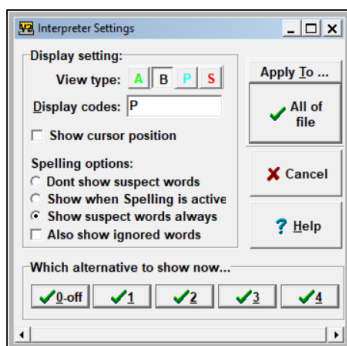 Interpreter Settings
Display setting:
View type: A B P S
Display codes: P
Show cursor position
Spelling options:
Dont show suspect words
Show when Spelling is active
Show suspect words always
Also show ignored words
Apply To ...
All of
file
Cancel
Help
Which alternative to show now...
0-off 1 2 3 4